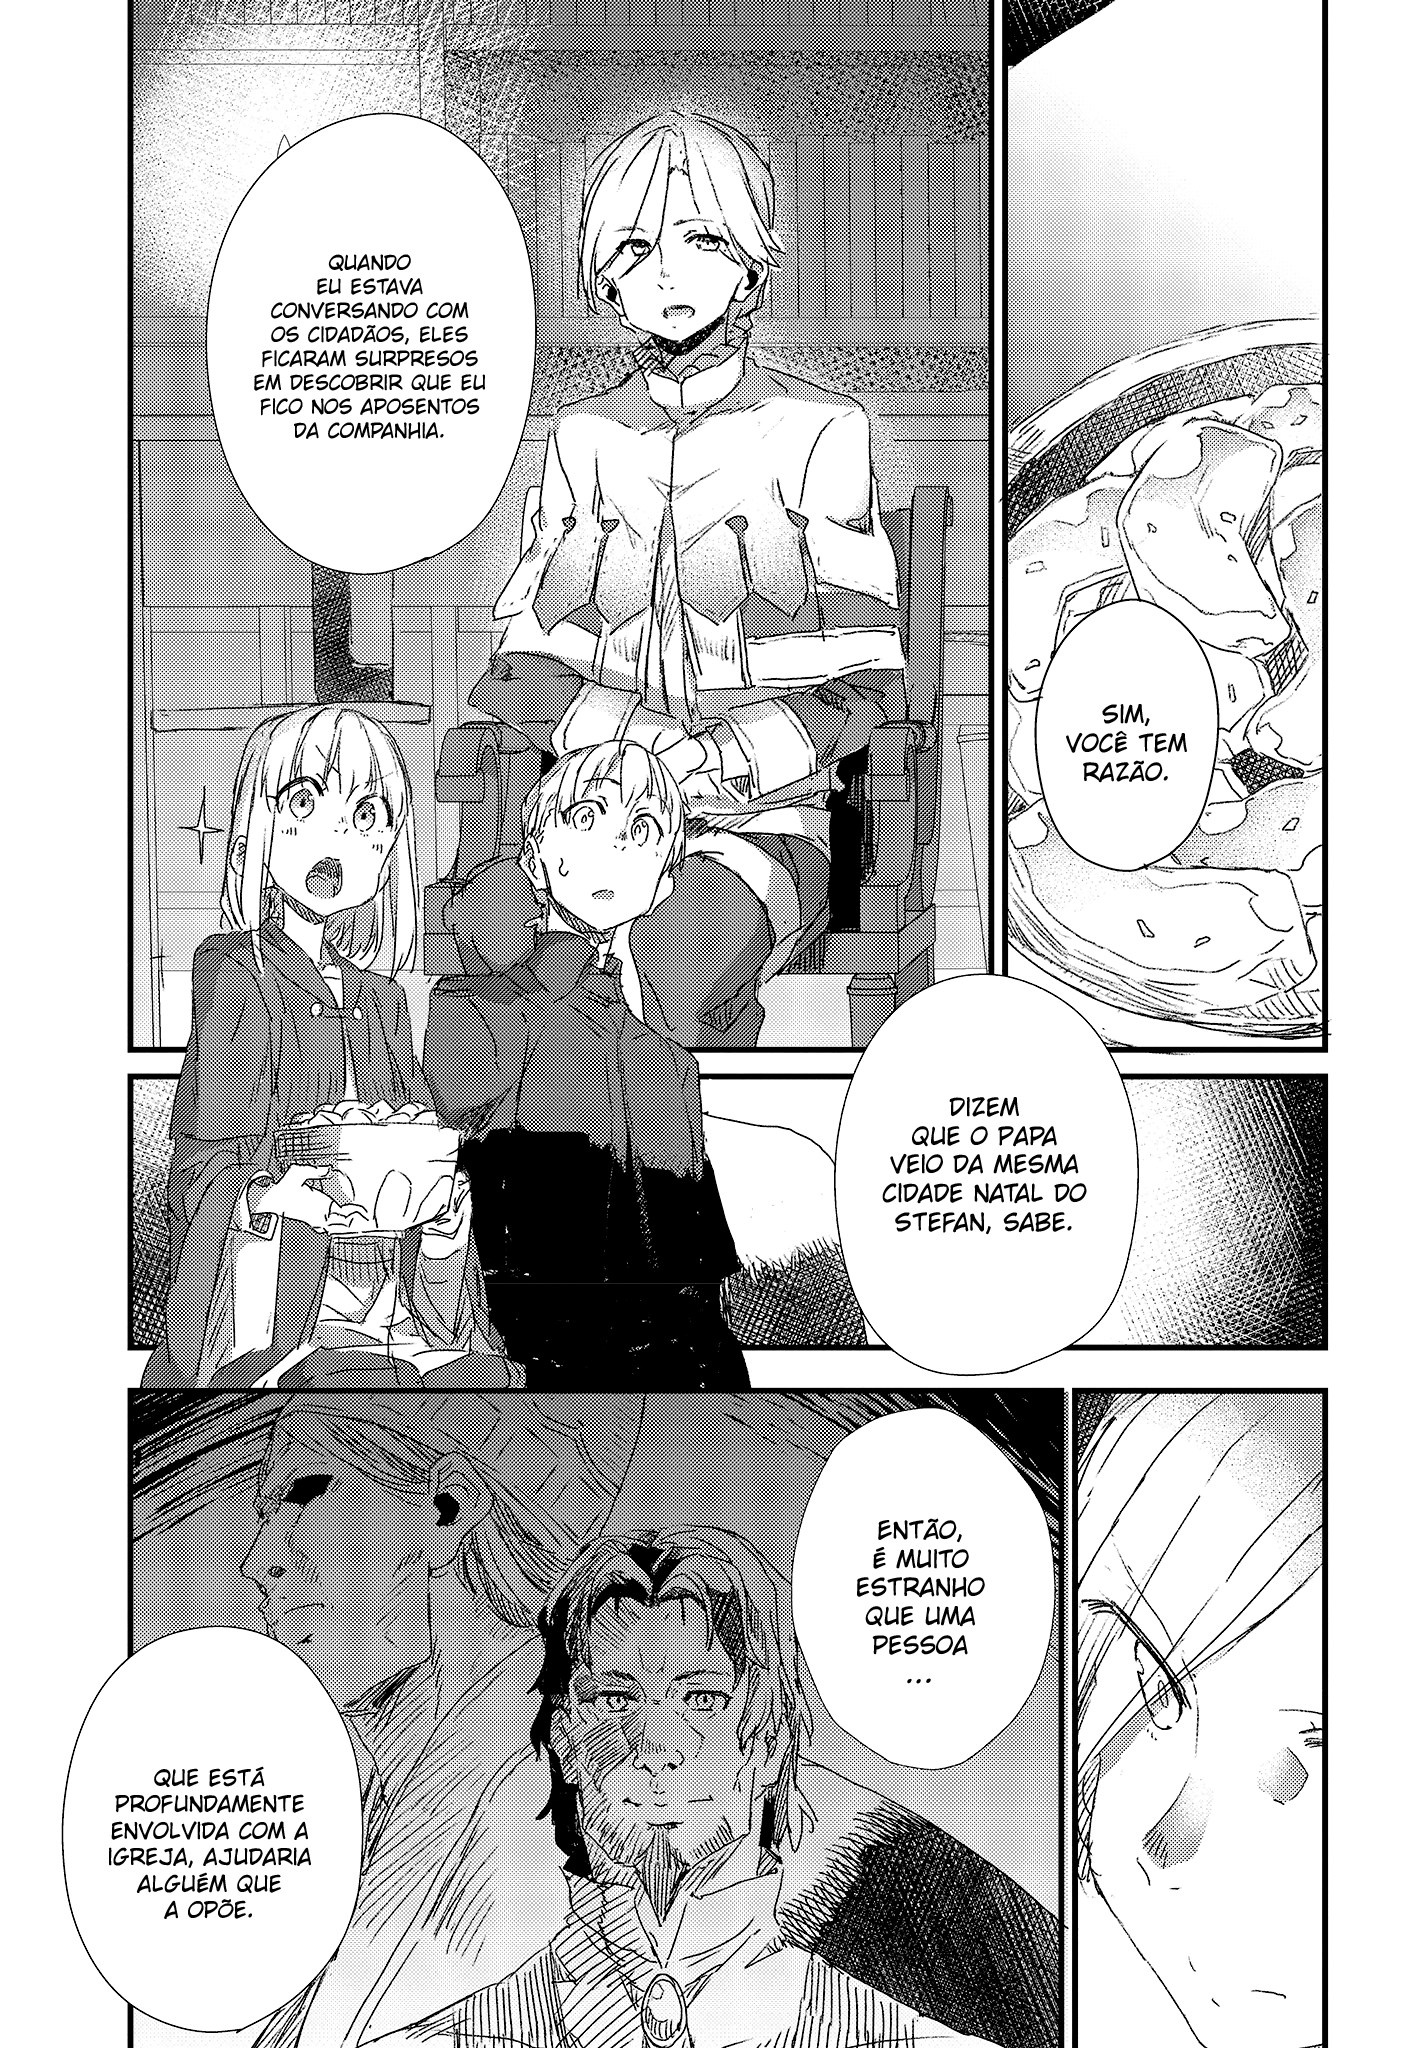 SIM,
VOCÊ TEM
RAZÃO.
QUANDO
EU ESTAVA
CONVERSANDO COM
OS CIDADÃOS, ELES
FICARAM SURPRESOS
EM DESCOBRIR QUE EU
FICO NOS APOSENTOS
DA COMPANHIA.
DIZEM
QUE O PAPA
VEIO DA MESMA
CIDADE NATAL DO
STEFAN, SABE.
ENTÃO,
É MUITO
ESTRANHO
QUE UMA
PESSOA
...
QUE ESTÁ
PROFUNDAMENTE
ENVOLVIDA COM A
IGREJA, AJUDARIA
ALGUÉM QUE
A OPÕE.